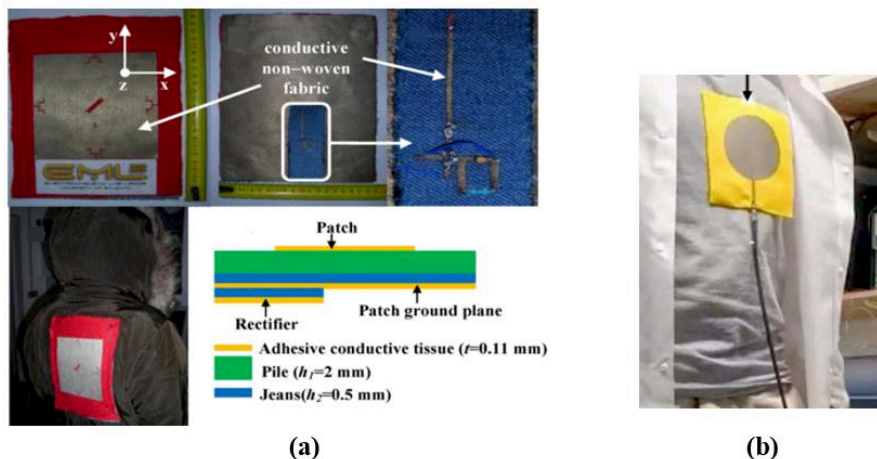 y
x
z
conductive
non–woven
fabric
EML²
Patch
Rectifier
Patch ground plane
Adhesive conductive tissue (t=0.11 mm)
Pile (h₁=2 mm)
Jeans(h₂=0.5 mm)
(a)
(b)